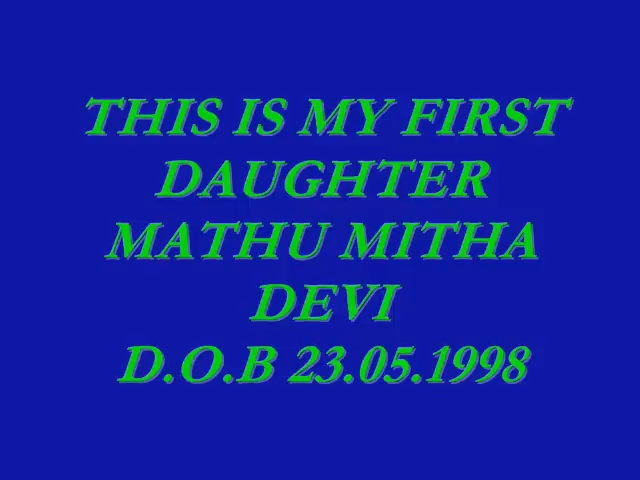 THIS IS MY FIRST
DAUGHTER
MATHU MITHA
DEVI
D.O.B 23.05.1998